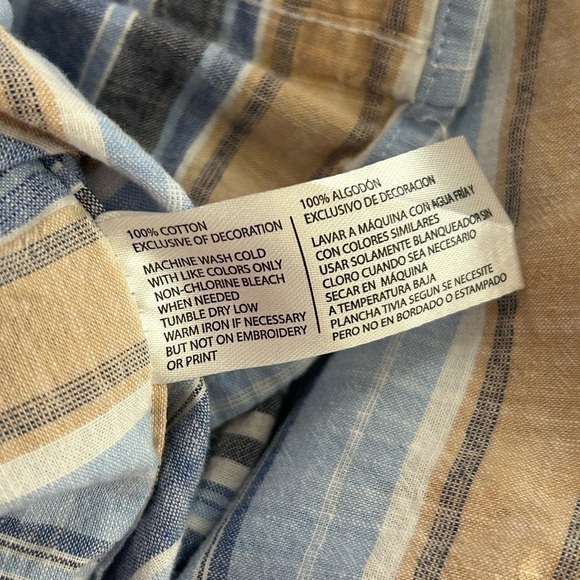 100% COTTON
EXCLUSIVE OF DECORATION
MACHINE WASH COLD
WITH LIKE COLORS ONLY
NON-CHLORINE BLEACH
WHEN NEEDED
TUMBLE DRY LOW
WARM IRON IF NECESSARY
BUT NOT ON EMBROIDERY
OR PRINT
100% ALGODÓN
EXCLUSIVO DE DECORACION
LAVAR A MÁQUINA CON AGUA FRIA Y
CON COLORES SIMILARES
USAR SOLAMENTE BLANQUEADOR SIN
CLORO CUANDO SEA NECESARIO
SECAR EN MÁQUINA
A TEMPERATURA BAJA
PLANCHA TIVIA SEGUN SE NECESITE
PERO NO EN BORDADO O ESTAMPADO